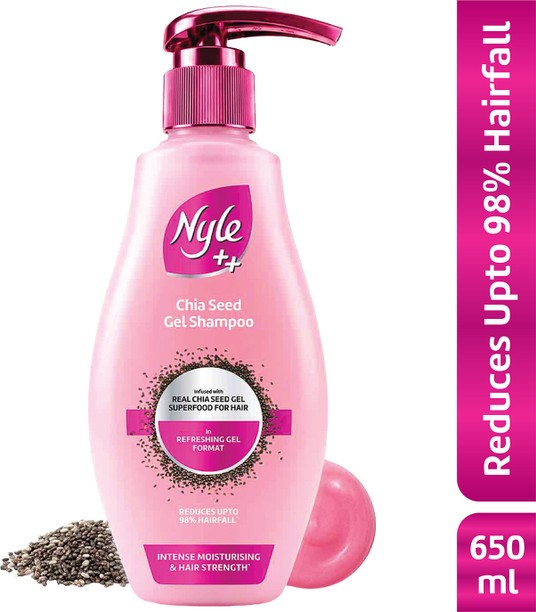 Nyle
++
Chia Seed
Gel Shampoo
Infused with
REAL CHIA SEED GEL
SUPERFOOD FOR HAIR
in
REFRESHING GEL
FORMAT
REDUCES UPTO
98% HAIRFALL*
INTENSE MOISTURISING
& HAIR STRENGTH*
Reduces Upto 98% Hairfall
650
ml